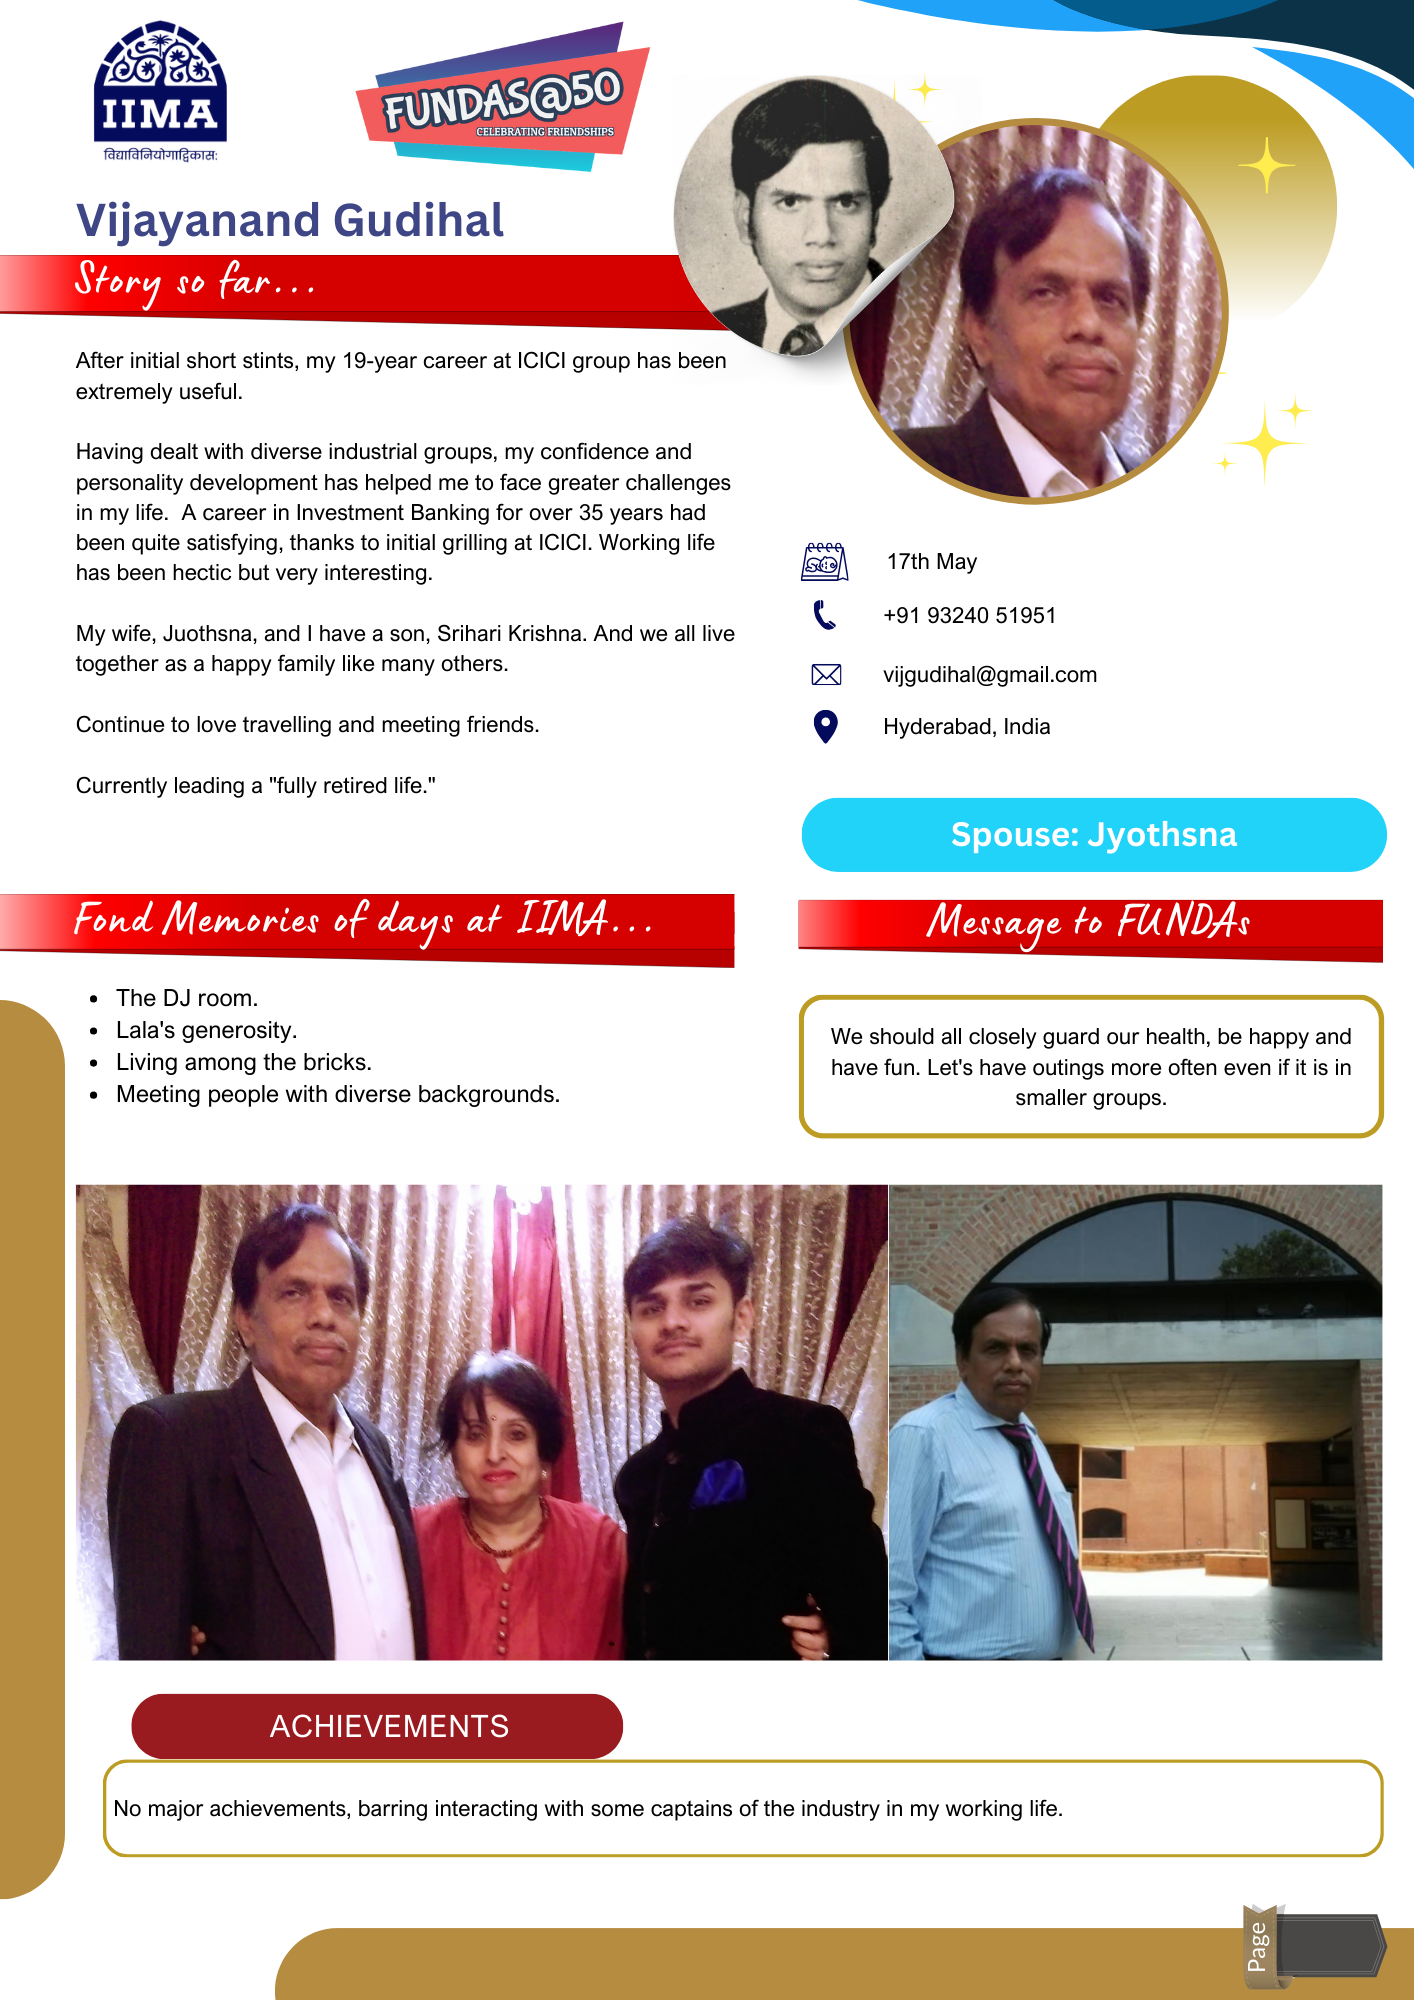 IIMA
विद्याविनियोगाद्विकासः
FUNDAS@50
CELEBRATING FRIENDSHIPS
Vijayanand Gudihal
Story so far...
After initial short stints, my 19-year career at ICICI group has been
extremely useful.
Having dealt with diverse industrial groups, my confidence and
personality development has helped me to face greater challenges
in my life.  A career in Investment Banking for over 35 years had
been quite satisfying, thanks to initial grilling at ICICI. Working life
has been hectic but very interesting.
My wife, Juothsna, and I have a son, Srihari Krishna. And we all live
together as a happy family like many others.
Continue to love travelling and meeting friends.
Currently leading a "fully retired life."
17th May
+91 93240 51951
vijgudihal@gmail.com
Hyderabad, India
Spouse: Jyothsna
Fond Memories of days at IIMA...
• The DJ room.
• Lala's generosity.
• Living among the bricks.
• Meeting people with diverse backgrounds.
Message to FUNDAs
We should all closely guard our health, be happy and
have fun. Let's have outings more often even if it is in
smaller groups.
ACHIEVEMENTS
No major achievements, barring interacting with some captains of the industry in my working life.
Page